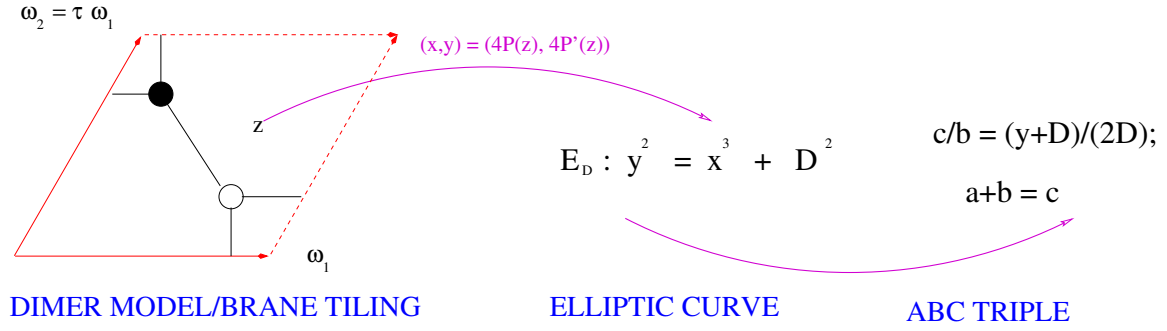 ω₂ = τ ω₁
(x,y) = (4P(z), 4P'(z))
z
ω₁
E_D : y² = x³ + D²
c/b = (y+D)/(2D);
a+b = c
DIMER MODEL/BRANE TILING
ELLIPTIC CURVE
ABC TRIPLE